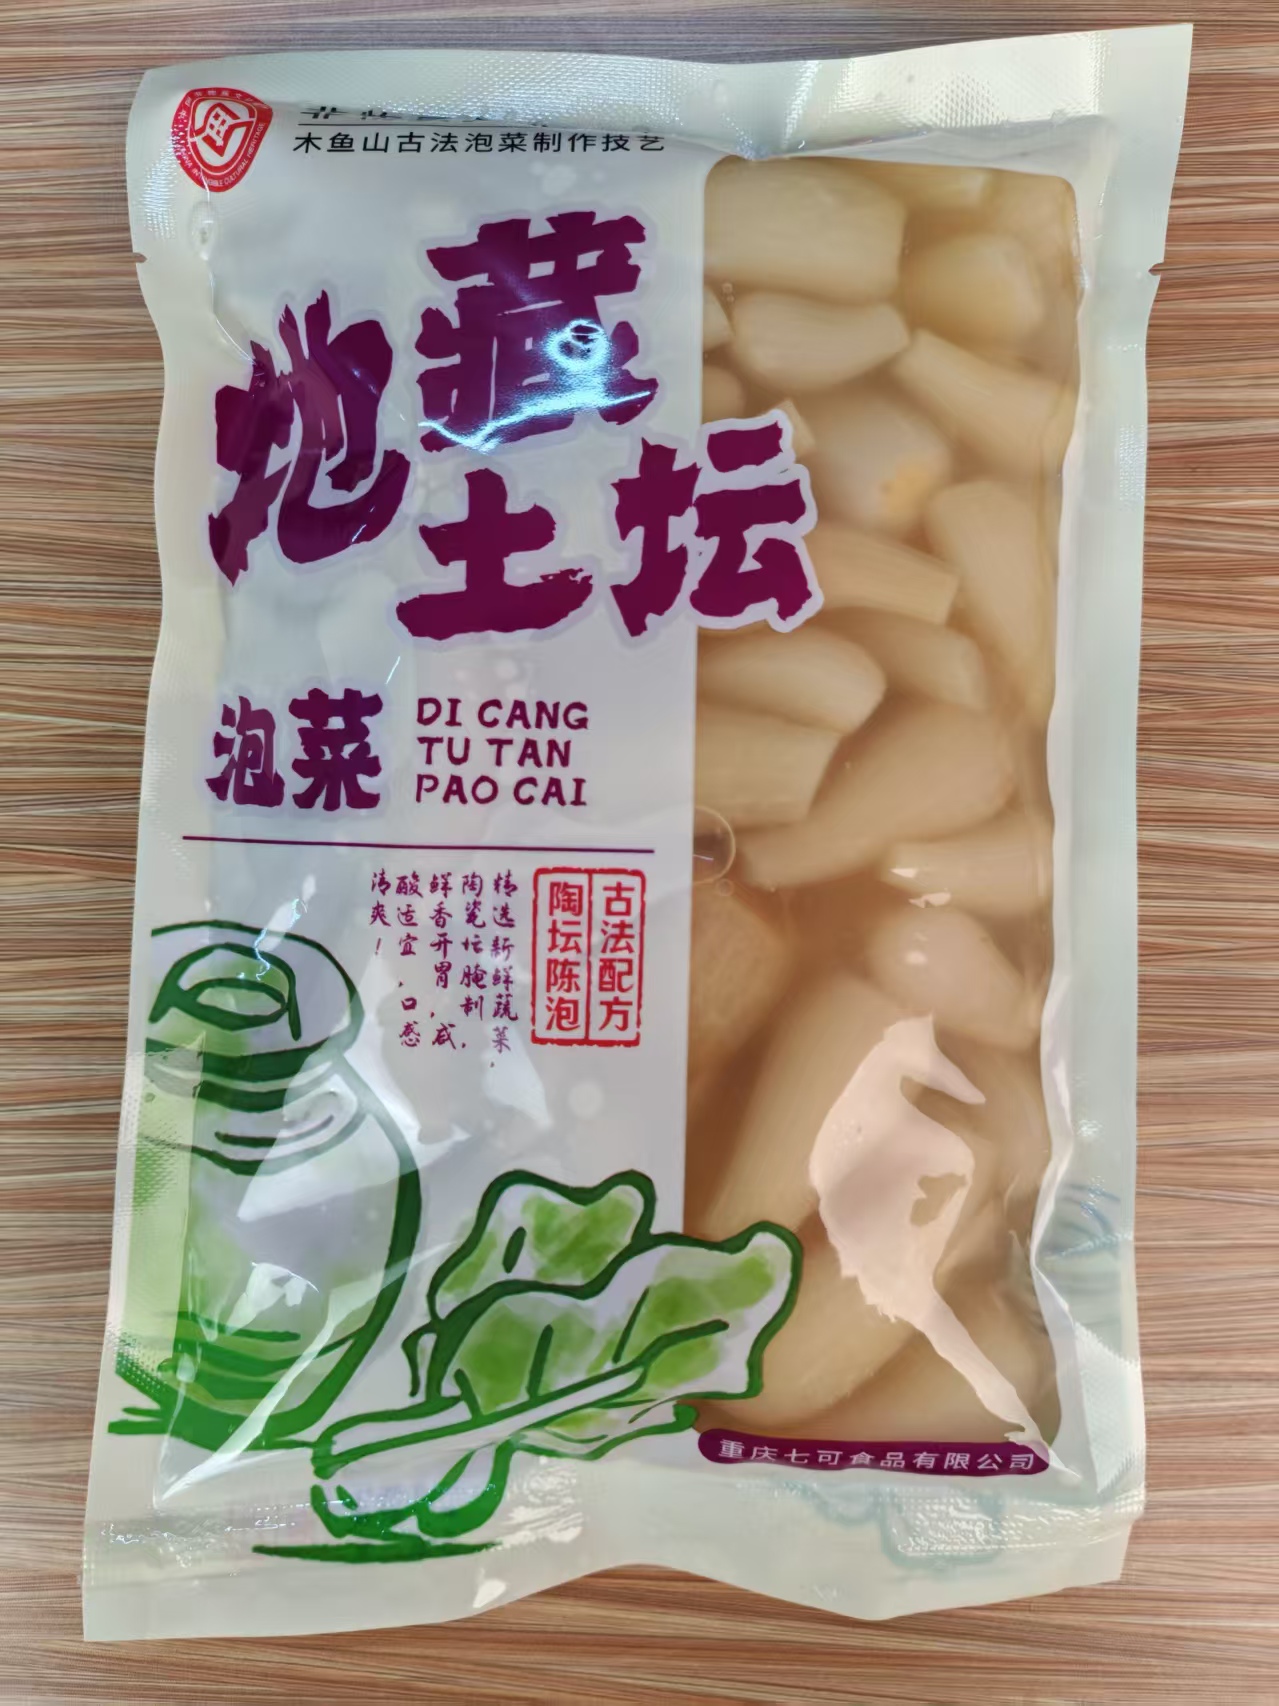 木鱼山古法泡菜制作技艺
地藏
土坛
泡菜
DI CANG
TU TAN
PAO CAI
古法配方
陶坛陈泡
精选新鲜蔬菜,
陶瓷坛腌制,
鲜香开胃,咸
酸适宜,口感
清爽!
重庆七可食品有限公司